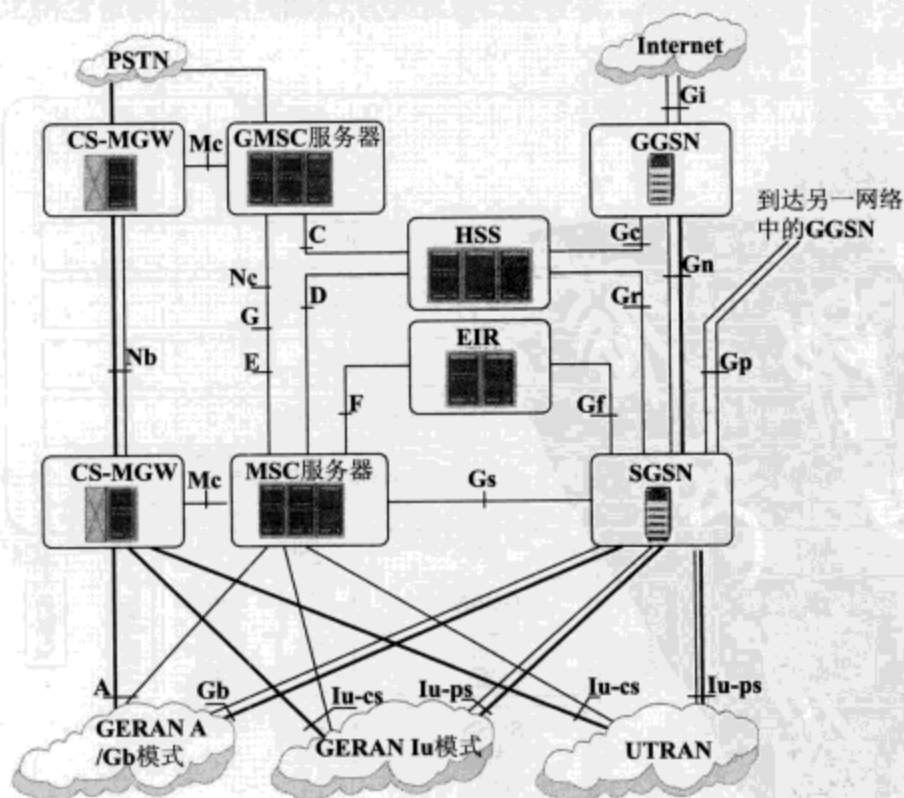 PSTN
Internet
Gi
CS-MGW
Mc
GMSC服务器
GGSN
到达另一网络
中的GGSN
C
HSS
Gc
Nc
D
Gr
Gn
G
EIR
Nb
E
F
Gf
Gp
CS-MGW
Mc
MSC服务器
Gs
SGSN
A
Gb
Iu-cs
Iu-ps
Iu-cs
Iu-ps
GERAN A
/Gb模式
GERAN Iu模式
UTRAN